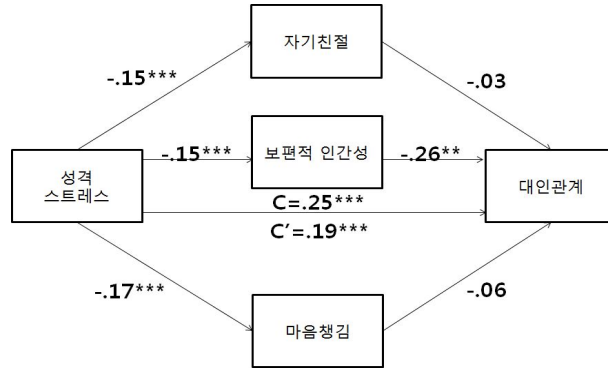 자기친절
-.15***
-.03
보편적 인간성
-.15***
-.26**
성격
스트레스
대인관계
C=.25***
C’=.19***
-.17***
-.06
마음챙김